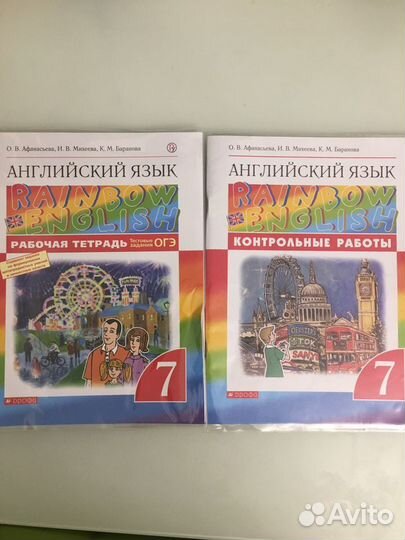 О. В. Афанасьева, И. В. Михеева, К. М. Баранова
АНГЛИЙСКИЙ ЯЗЫК
RAINBOW
ENGLISH
РАБОЧАЯ ТЕТРАДЬ
Тестовые
задания ОГЭ
7
ДРОФА
О. В. Афанасьева, И. В. Михеева, К. М. Баранова
АНГЛИЙСКИЙ ЯЗЫК
RAINBOW
ENGLISH
КОНТРОЛЬНЫЕ РАБОТЫ
7
ДРОФА
Avito